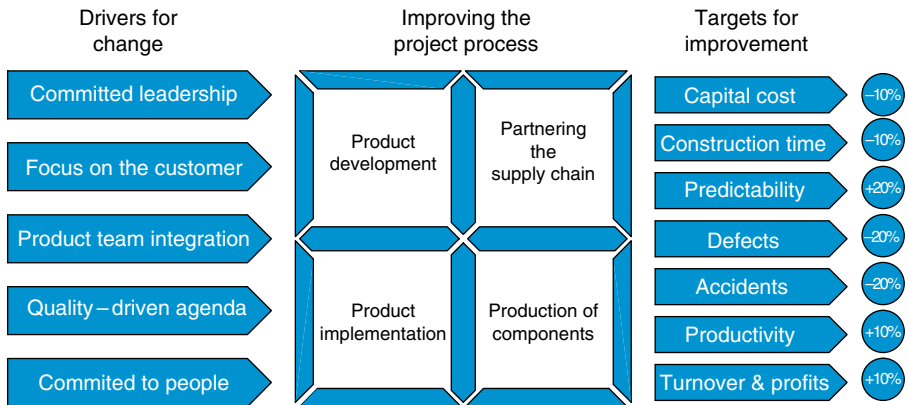 Drivers for
change
Committed leadership
Focus on the customer
Product team integration
Quality–driven agenda
Commited to people
Improving the
project process
Product
development
Partnering
the
supply chain
Product
implementation
Production of
components
Targets for
improvement
Capital cost
–10%
Construction time
–10%
Predictability
+20%
Defects
–20%
Accidents
–20%
Productivity
+10%
Turnover & profits
+10%